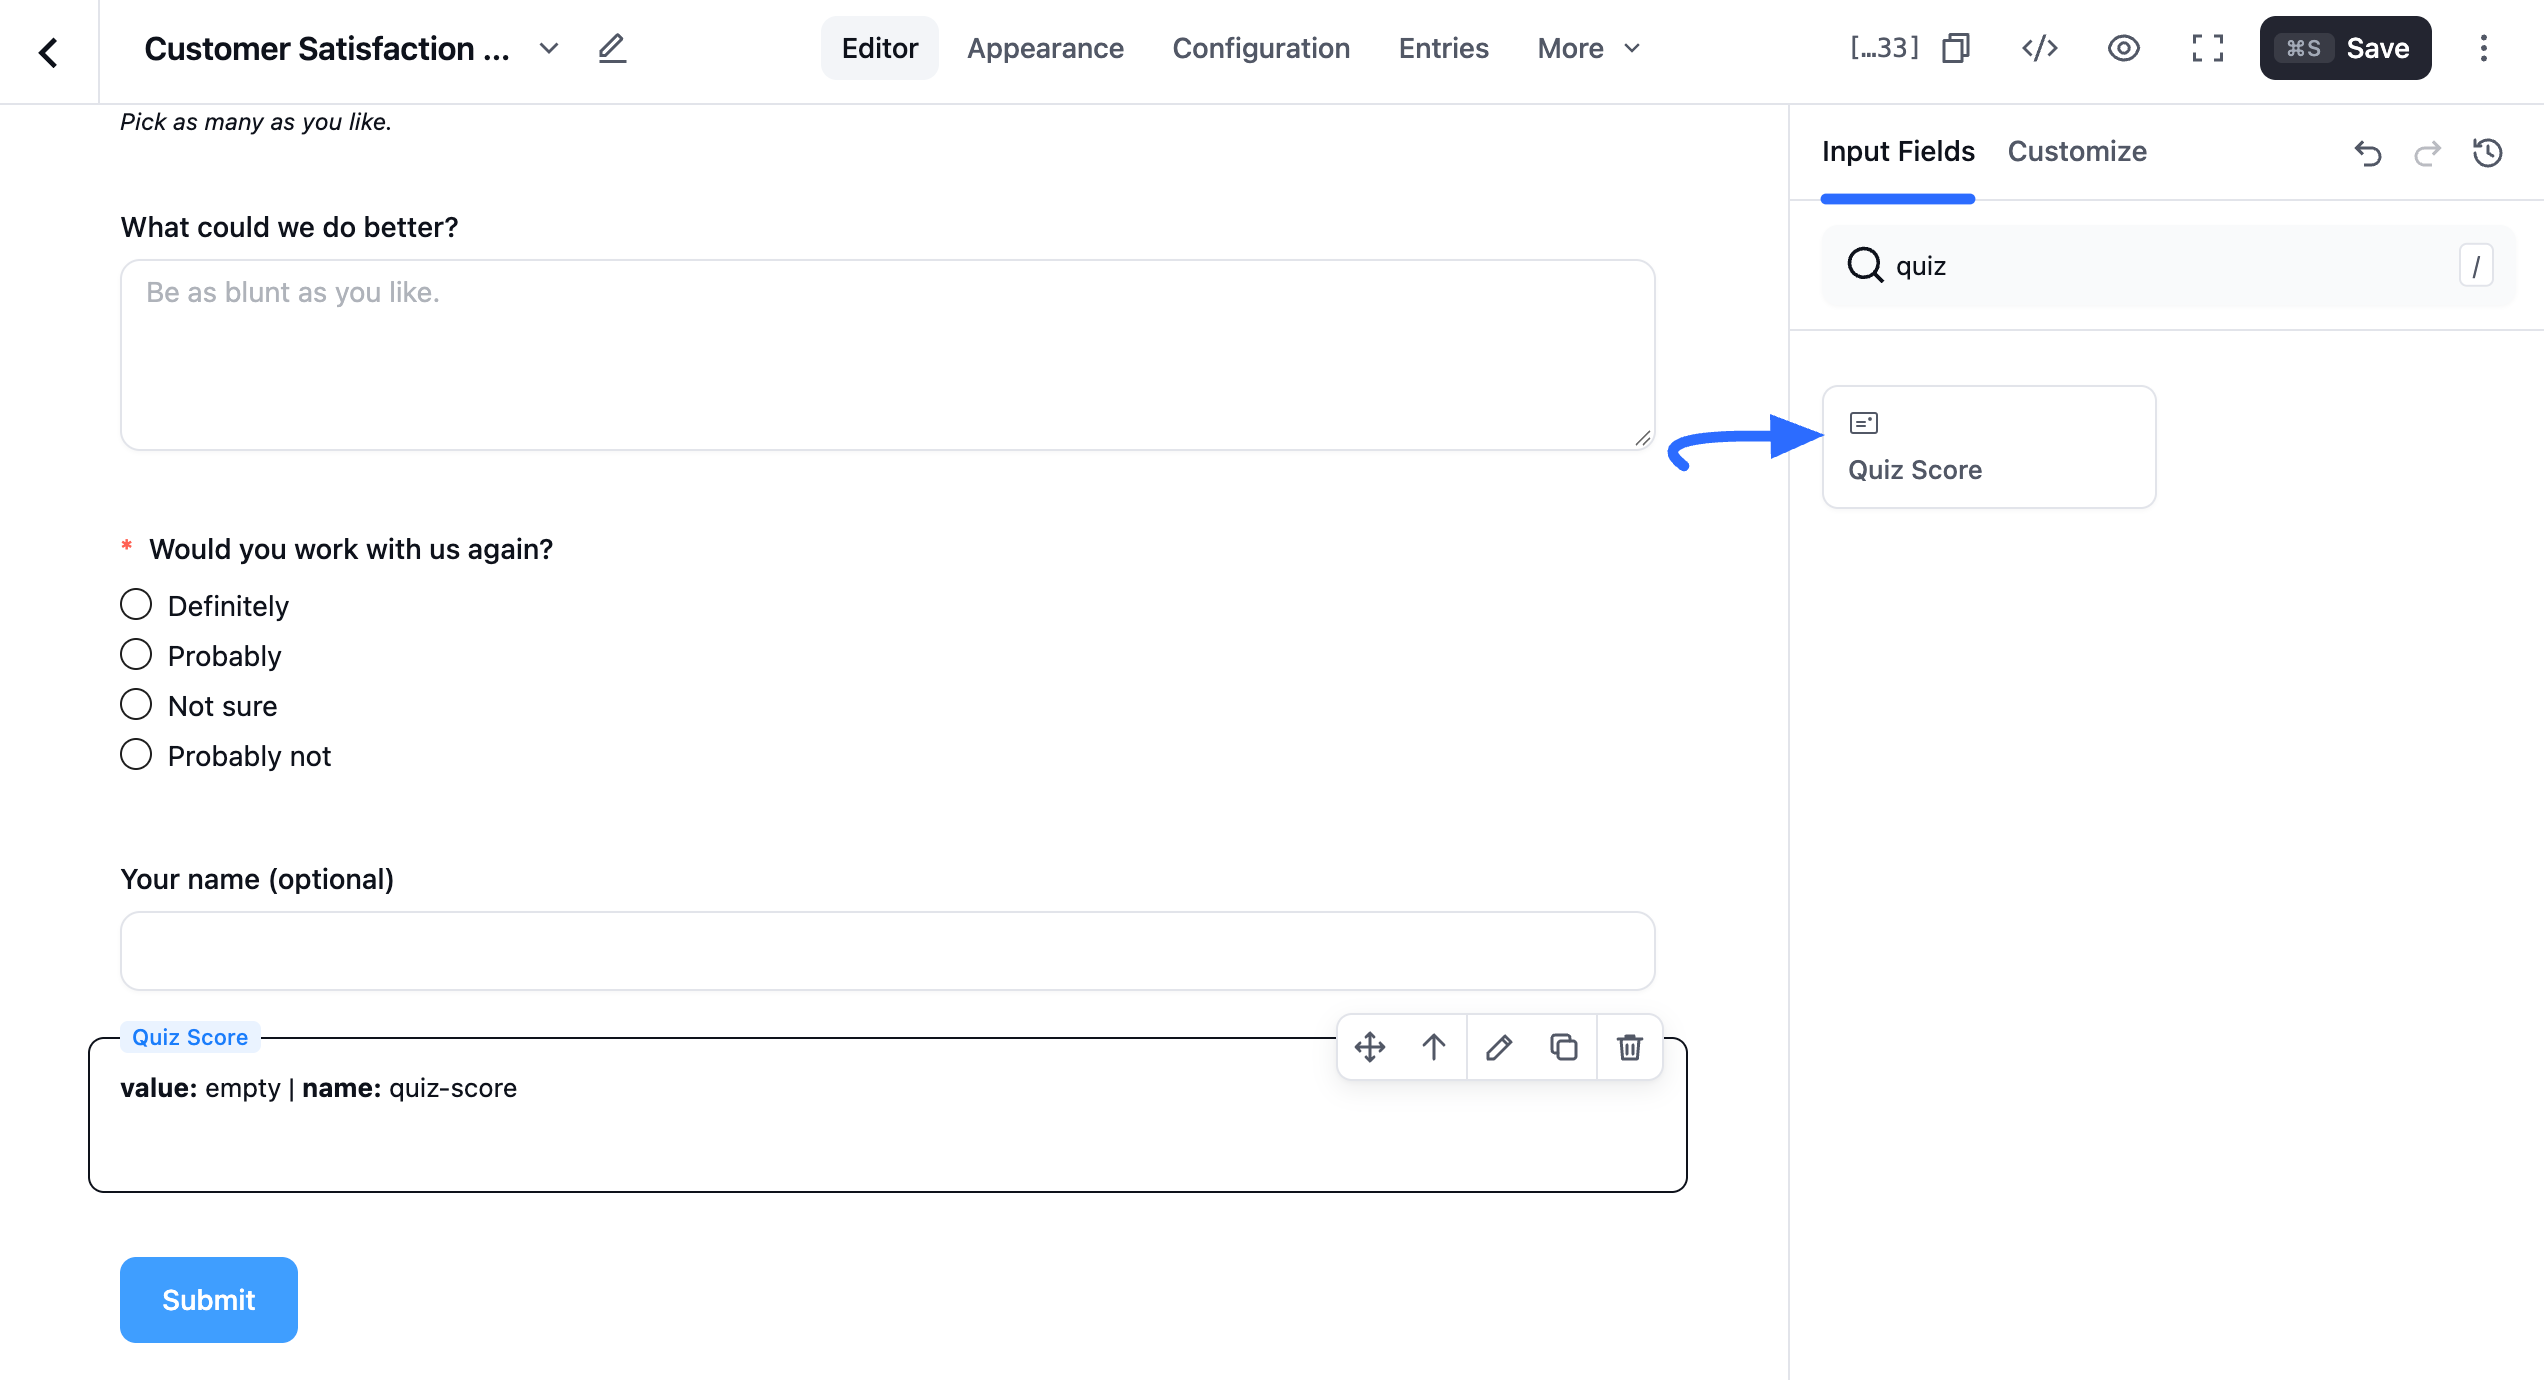 Customer Satisfaction ...
Editor
Appearance
Configuration
Entries
More
[…33]
⌘S Save
Pick as many as you like.
What could we do better?
Be as blunt as you like.
* Would you work with us again?
Definitely
Probably
Not sure
Probably not
Your name (optional)
Quiz Score
value: empty | name: quiz-score
Submit
Input Fields
Customize
quiz
/
Quiz Score